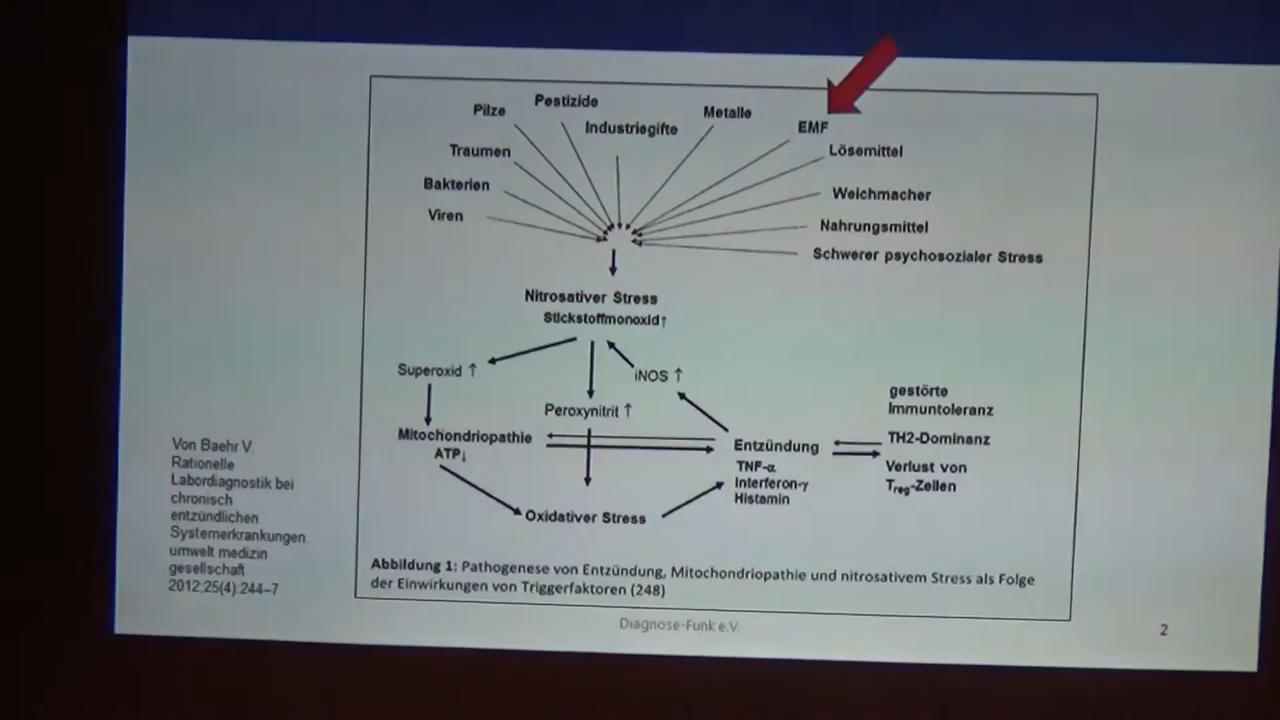 Pilze
Pestizide
Industriegifte
Metalle
EMF
Traumen
Lösemittel
Bakterien
Weichmacher
Viren
Nahrungsmittel
Schwerer psychosozialer Stress
Nitrosativer Stress
Stickstoffmonoxid↑
Superoxid ↑
iNOS ↑
Peroxynitrit ↑
gestörte
Immuntoleranz
Mitochondriopathie
ATP↓
Entzündung
TNF-α
Interferon-γ
Histamin
TH2-Dominanz
Verlust von
Treg-Zellen
Oxidativer Stress
Von Baehr V.
Rationelle
Labordiagnostik bei
chronisch
entzündlichen
Systemerkrankungen.
umwelt medizin
gesellschaft
2012;25(4):244–7
Abbildung 1: Pathogenese von Entzündung, Mitochondriopathie und nitrosativem Stress als Folge
der Einwirkungen von Triggerfaktoren (248)
Diagnose-Funk e.V.
2